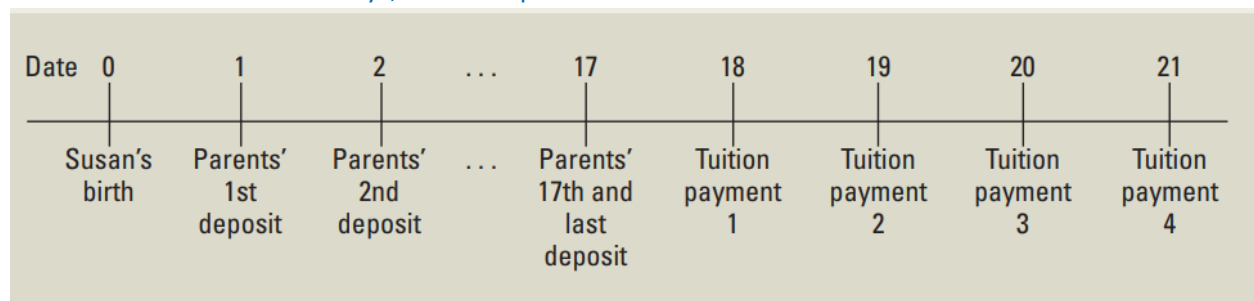 Date 0 1 2 ... 17 18 19 20 21
Susan's Parents' Parents' ... Parents' Tuition Tuition Tuition Tuition
birth 1st 2nd 17th and payment payment payment payment
deposit deposit last 1 2 3 4
deposit